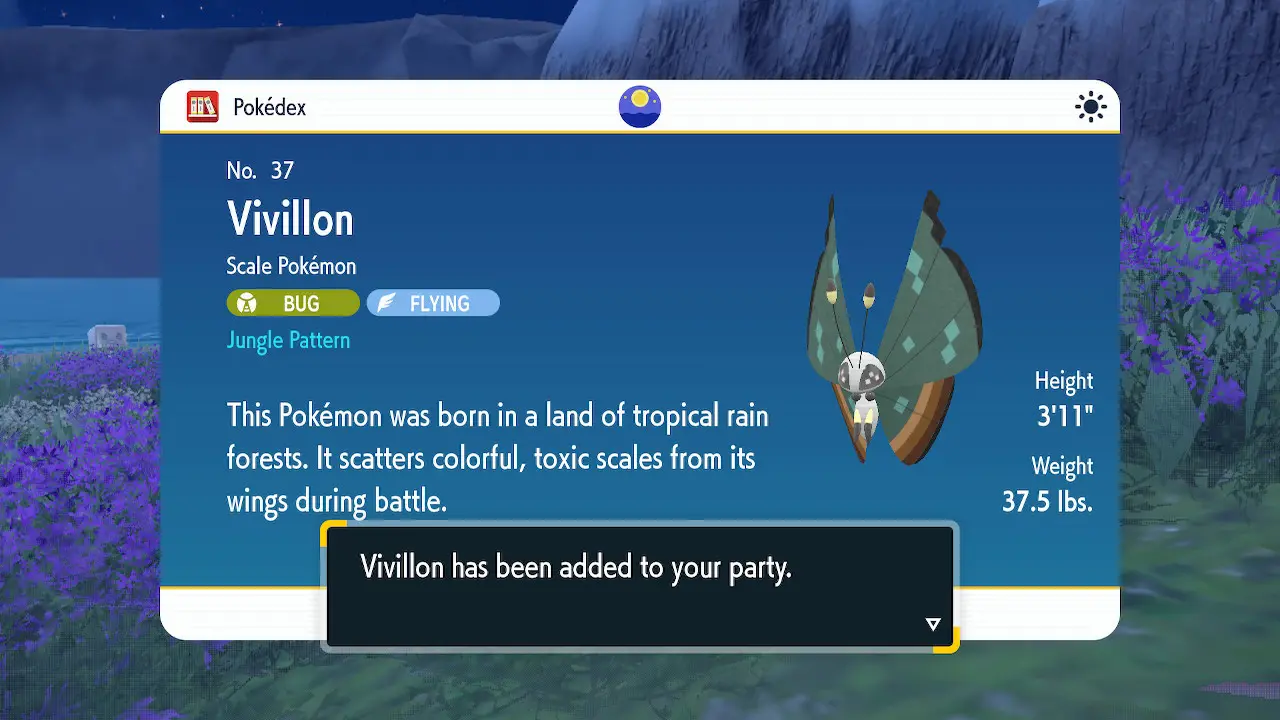 Pokédex
No. 37
Vivillon
Scale Pokémon
BUG FLYING
Jungle Pattern
This Pokémon was born in a land of tropical rain
forests. It scatters colorful, toxic scales from its
wings during battle.
Height
3'11"
Weight
37.5 lbs.
Vivillon has been added to your party.